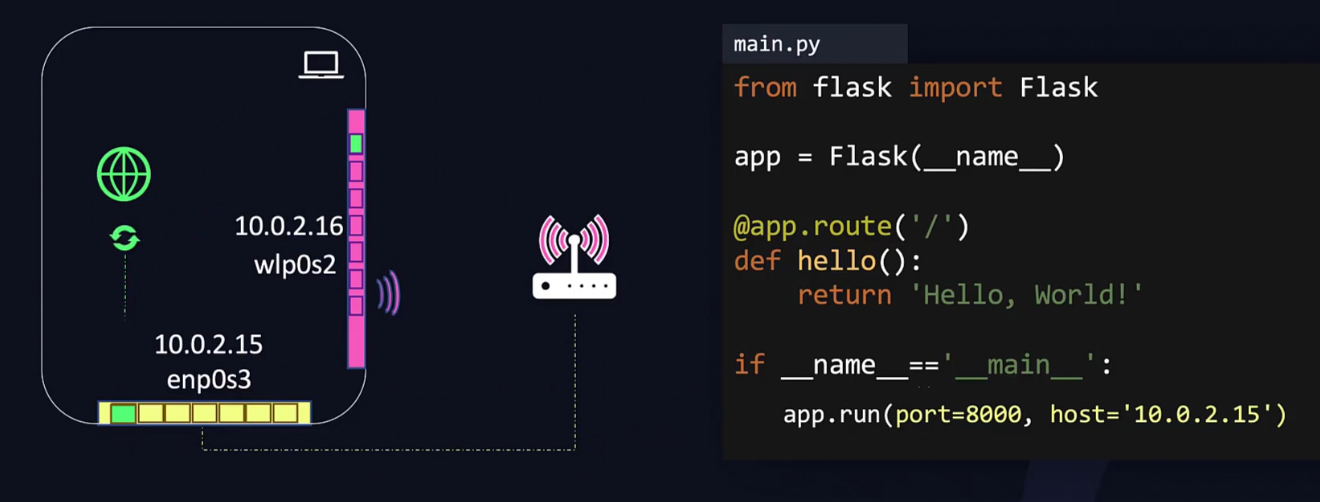 10.0.2.16
wlp0s2
10.0.2.15
enp0s3
main.py
from flask import Flask
app = Flask(__name__)
@app.route('/')
def hello():
    return 'Hello, World!'
if __name__=='__main__':
    app.run(port=8000, host='10.0.2.15')